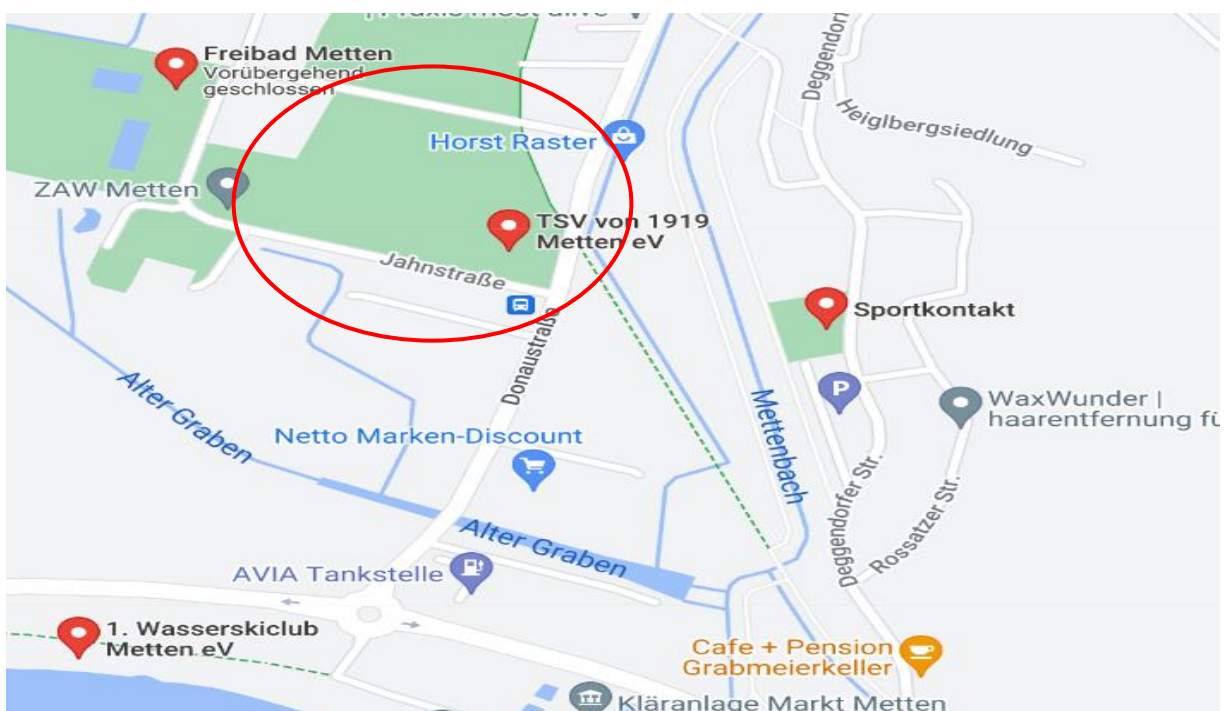 Freibad Metten
Vorübergehend
geschlossen
Deggendorf
Heiglbergsiedlung
Horst Raster
ZAW Metten
TSV von 1919
Metten eV
Jahnstraße
Sportkontakt
Donaustraße
P
Alter Graben
Mettenbach
WaxWunder |
haarentfernung fü
Netto Marken-Discount
Deggendorfer Str.
Rossatzer Str.
Alter Graben
AVIA Tankstelle
1. Wasserskiclub
Metten eV
Cafe + Pension
Grabmeierkeller
Kläranlage Markt Metten